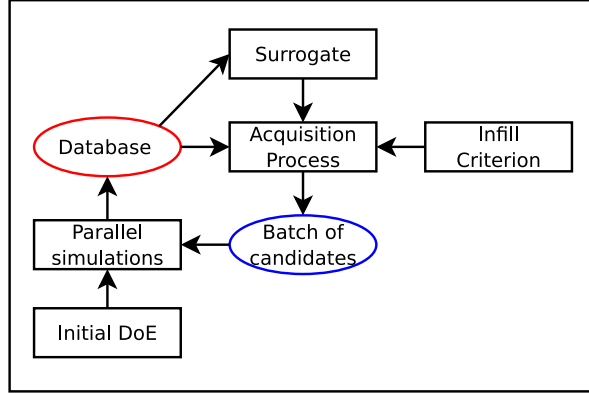 Surrogate
Database
Acquisition
Process
Infill
Criterion
Parallel
simulations
Batch of
candidates
Initial DoE